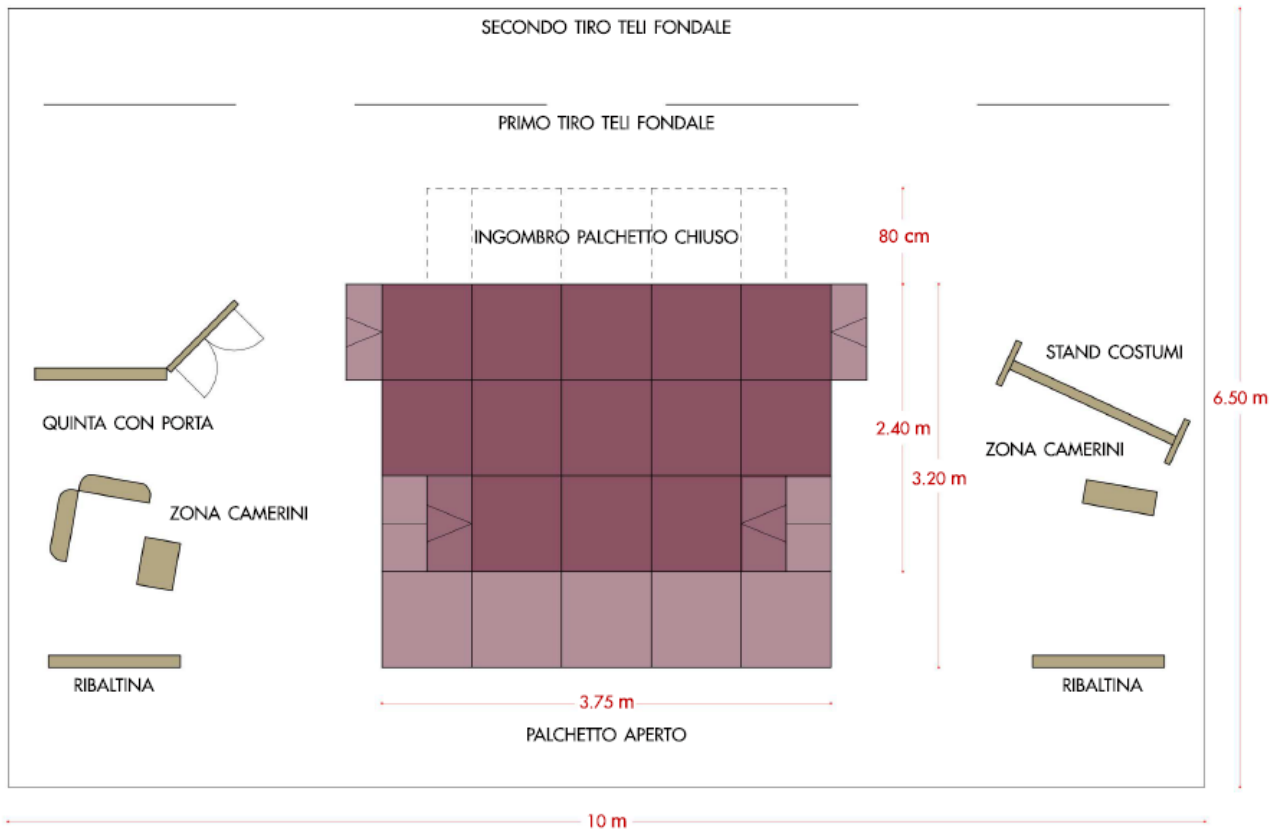 SECONDO TIRO TELI FONDALE
PRIMO TIRO TELI FONDALE
INGOMBRO PALCHETTO CHIUSO
80 cm
STAND COSTUMI
6.50 m
QUINTA CON PORTA
2.40 m
ZONA CAMERINI
3.20 m
ZONA CAMERINI
RIBALTINA
RIBALTINA
3.75 m
PALCHETTO APERTO
10 m